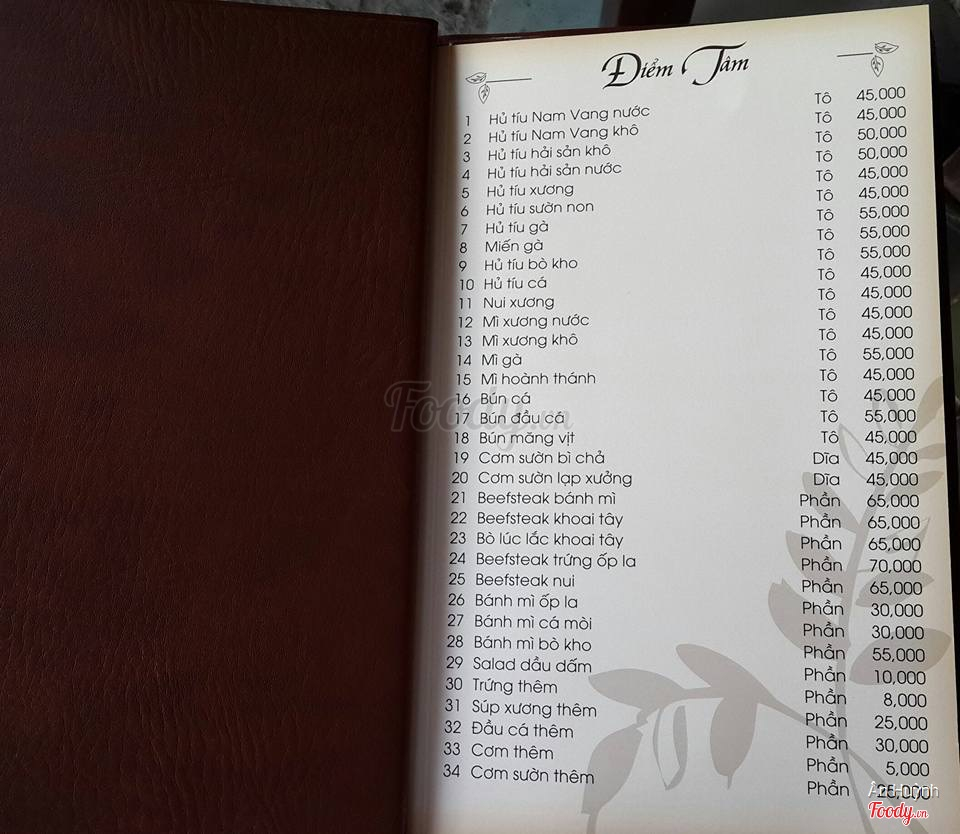 Điểm Tâm
1 Hủ tíu Nam Vang nước Tô 45,000
2 Hủ tíu Nam Vang khô Tô 45,000
3 Hủ tíu hải sản khô Tô 50,000
4 Hủ tíu hải sản nước Tô 50,000
5 Hủ tíu xương Tô 45,000
6 Hủ tíu sườn non Tô 45,000
7 Hủ tíu gà Tô 55,000
8 Miến gà Tô 55,000
9 Hủ tíu bò kho Tô 55,000
10 Hủ tíu cá Tô 45,000
11 Nui xương Tô 45,000
12 Mì xương nước Tô 45,000
13 Mì xương khô Tô 45,000
14 Mì gà Tô 55,000
15 Mì hoành thánh Tô 45,000
16 Bún cá Tô 45,000
17 Bún đầu cá Tô 55,000
18 Bún măng vịt Tô 45,000
19 Cơm sườn bì chả Dĩa 45,000
20 Cơm sườn lạp xưởng Dĩa 45,000
21 Beefsteak bánh mì Phần 65,000
22 Beefsteak khoai tây Phần 65,000
23 Bò lúc lắc khoai tây Phần 65,000
24 Beefsteak trứng ốp la Phần 70,000
25 Beefsteak nui Phần 65,000
26 Bánh mì ốp la Phần 30,000
27 Bánh mì cá mòi Phần 30,000
28 Bánh mì bò kho Phần 55,000
29 Salad dầu dấm Phần 10,000
30 Trứng thêm Phần 8,000
31 Súp xương thêm Phần 25,000
32 Đầu cá thêm Phần 30,000
33 Cơm thêm Phần 5,000
34 Cơm sườn thêm Phần 25,000
Foody.vn
Foody.vn